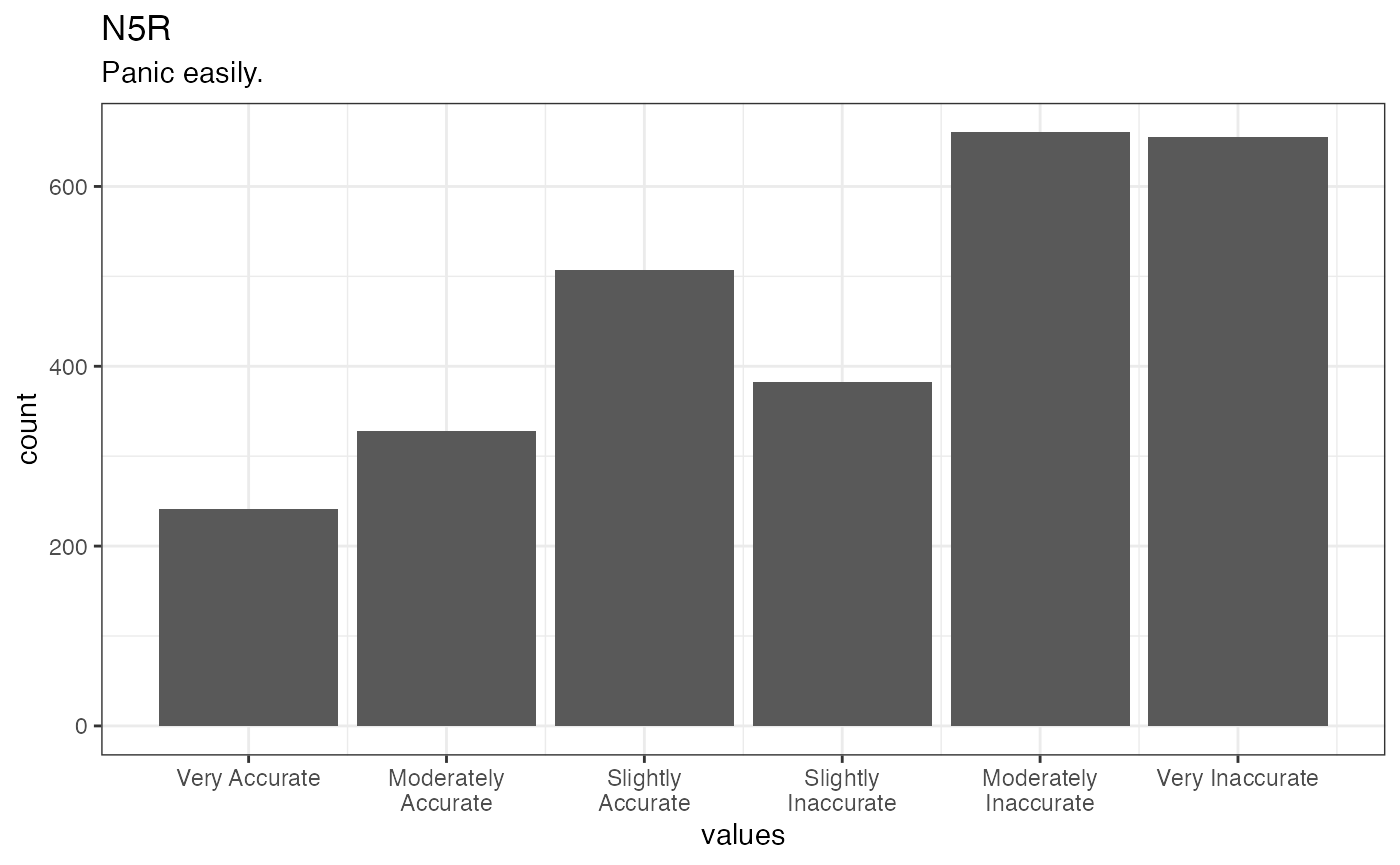 N5R
Panic easily.
count
600
400
200
0
Very Accurate
Moderately
Accurate
Slightly
Accurate
Slightly
Inaccurate
Moderately
Inaccurate
Very Inaccurate
values